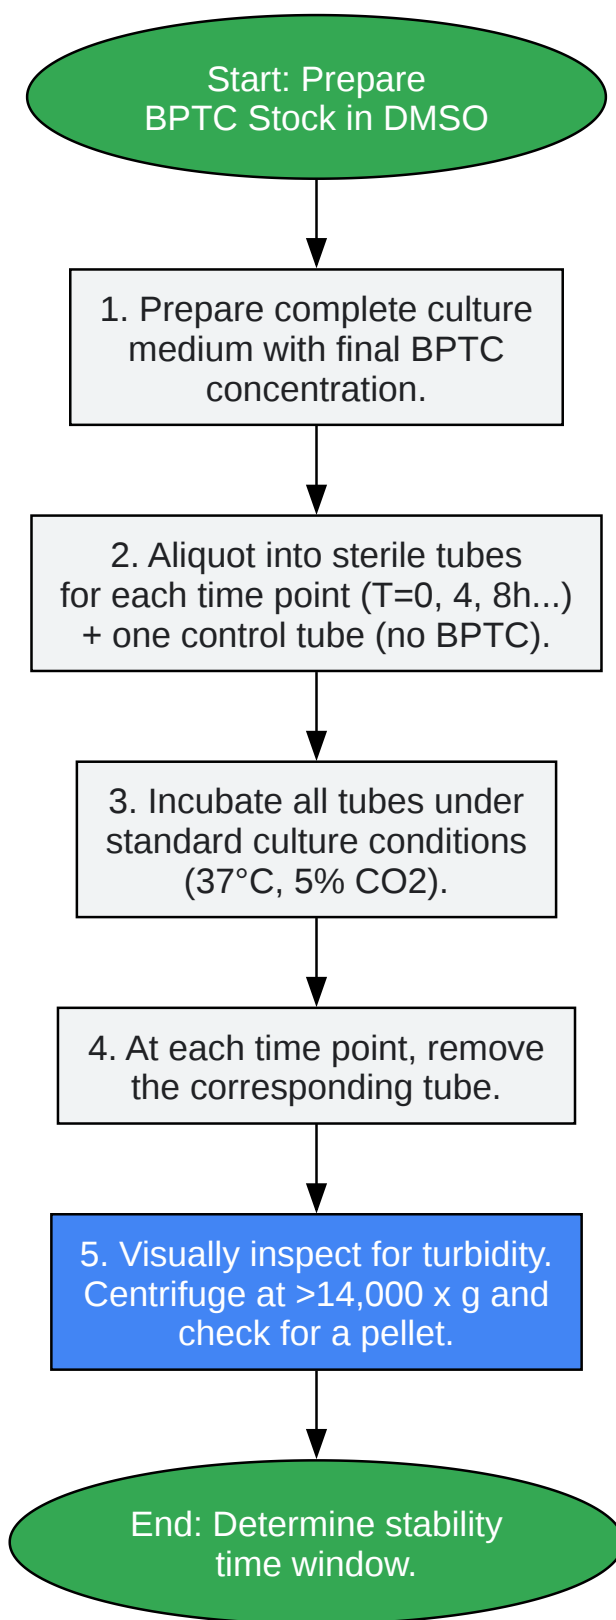 Start: Prepare
BPTC Stock in DMSO
1. Prepare complete culture
medium with final BPTC
concentration.
2. Aliquot into sterile tubes
for each time point (T=0, 4, 8h...)
+ one control tube (no BPTC).
3. Incubate all tubes under
standard culture conditions
(37°C, 5% CO2).
4. At each time point, remove
the corresponding tube.
5. Visually inspect for turbidity.
Centrifuge at >14,000 x g and
check for a pellet.
End: Determine stability
time window.